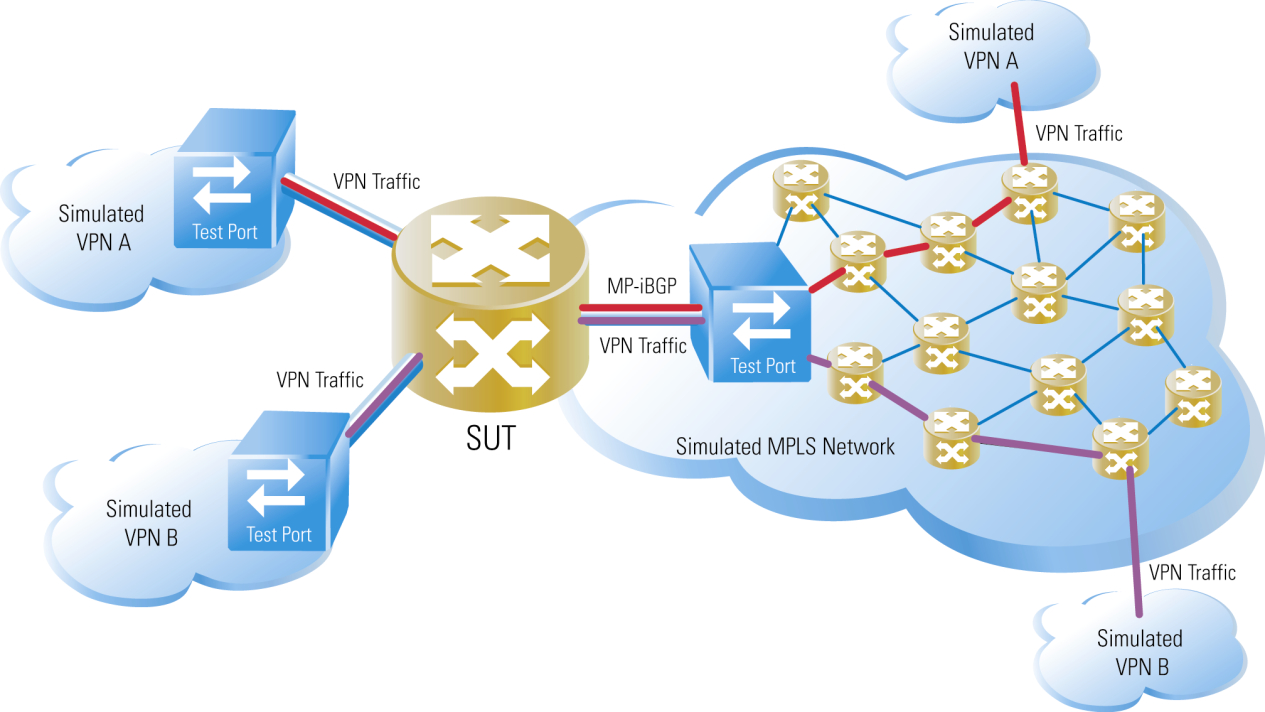 Simulated
VPN A
VPN Traffic
VPN Traffic
Simulated
VPN A
Test Port
MP-iBGP
VPN Traffic
Test Port
VPN Traffic
SUT
Simulated MPLS Network
Simulated
VPN B
Test Port
VPN Traffic
Simulated
VPN B